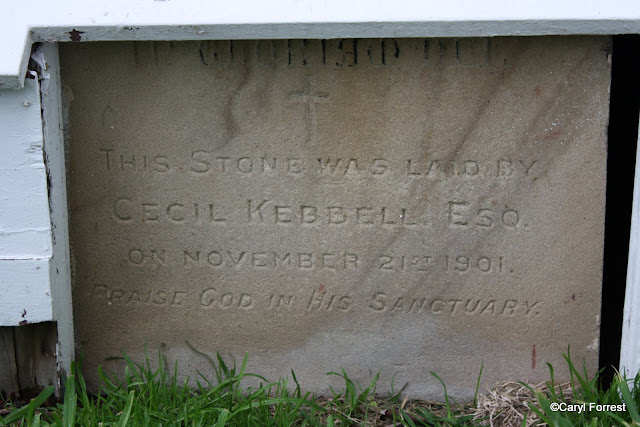 THIS STONE WAS LAID BY
CECIL KEBBELL. ESQ.
ON NOVEMBER 21ST 1901.
PRAISE GOD IN HIS SANCTUARY.
©Caryl Forrest